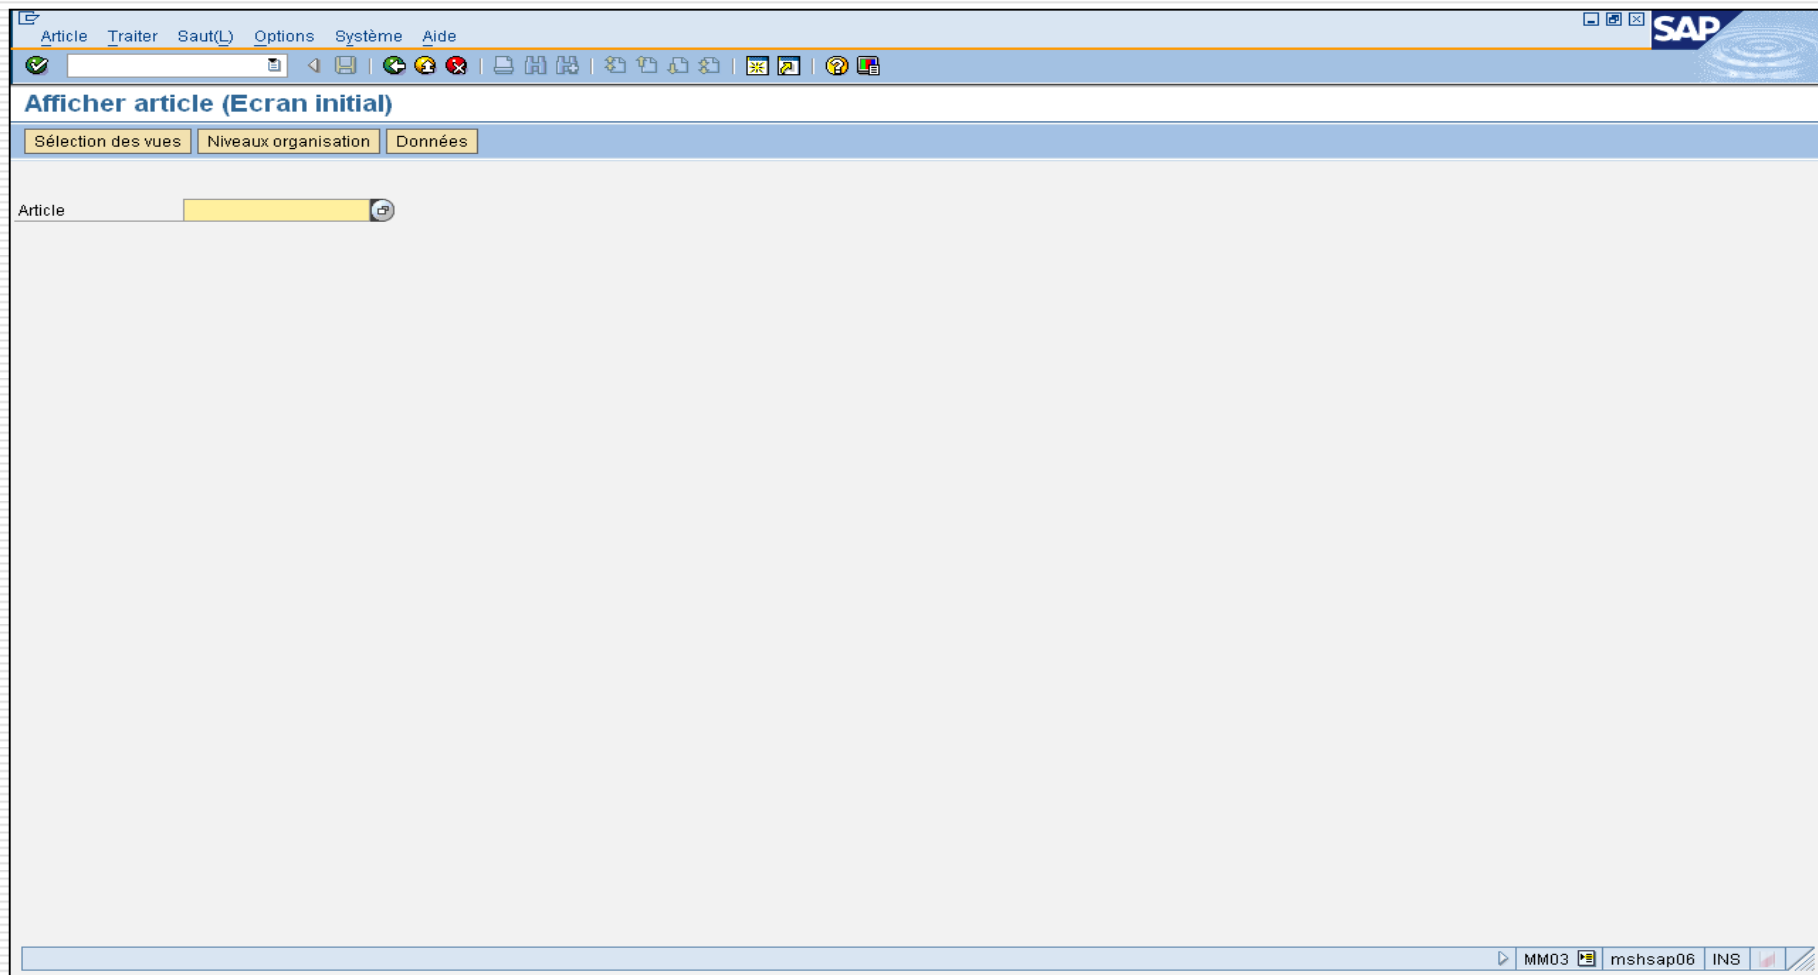 Article Traiter Saut(L) Options Système Aide
SAP
Afficher article (Ecran initial)
Sélection des vues Niveaux organisation Données
Article
MM03 mshsap06 INS